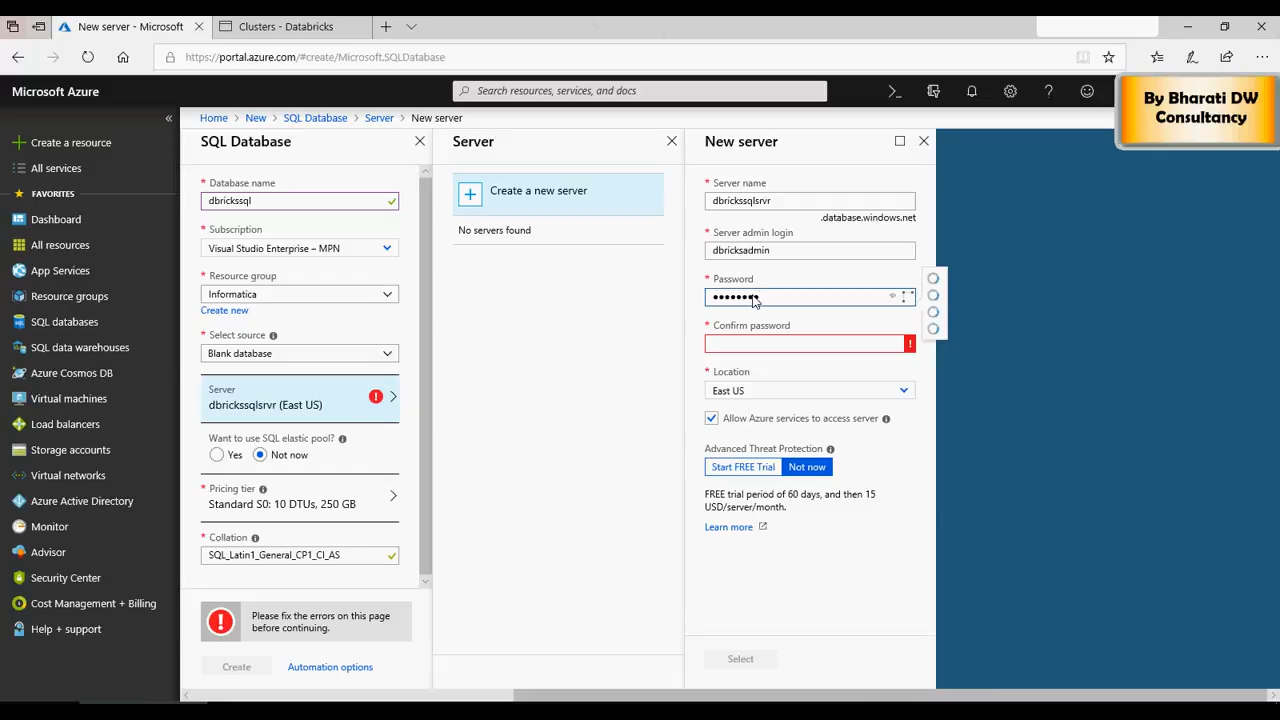 New server - Microsoft
Clusters - Databricks
https://portal.azure.com/#create/Microsoft.SQLDatabase
Microsoft Azure
Search resources, services, and docs
By Bharati DW
Consultancy
Home
New
SQL Database
Server
New server
Create a resource
All services
FAVORITES
Dashboard
All resources
App Services
Resource groups
SQL databases
SQL data warehouses
Azure Cosmos DB
Virtual machines
Load balancers
Storage accounts
Virtual networks
Azure Active Directory
Monitor
Advisor
Security Center
Cost Management + Billing
Help + support
SQL Database
* Database name
dbrickssql
* Subscription
Visual Studio Enterprise – MPN
* Resource group
Informatica
Create new
* Select source
Blank database
Server
dbrickssqlsrvr (East US)
Want to use SQL elastic pool?
Yes
Not now
* Pricing tier
Standard S0: 10 DTUs, 250 GB
* Collation
SQL_Latin1_General_CP1_CI_AS
Please fix the errors on this page
before continuing.
Create
Automation options
Server
Create a new server
No servers found
New server
* Server name
dbrickssqlsrvr
.database.windows.net
* Server admin login
dbricksadmin
* Password
* Confirm password
* Location
East US
Allow Azure services to access server
Advanced Threat Protection
Start FREE Trial
Not now
FREE trial period of 60 days, and then 15
USD/server/month.
Learn more
Select